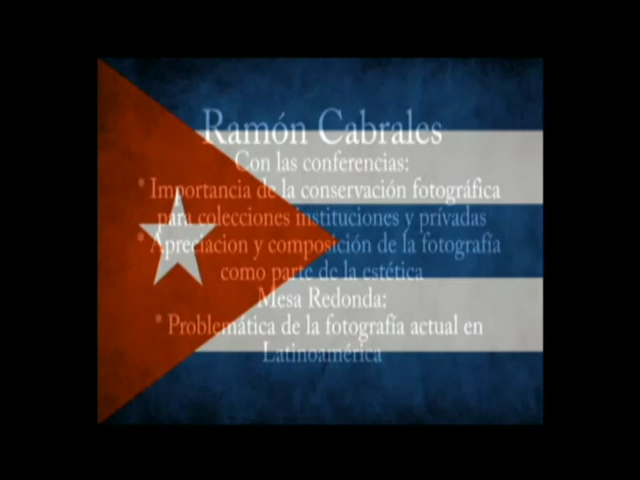 Ramón Cabrales
Con las conferencias:
* Importancia de la conservación fotográfica
para colecciones instituciones y prívadas
* Apreciacion y composición de la fotografía
como parte de la estética
Mesa Redonda:
* Problemática de la fotografía actual en
Latinoamérica